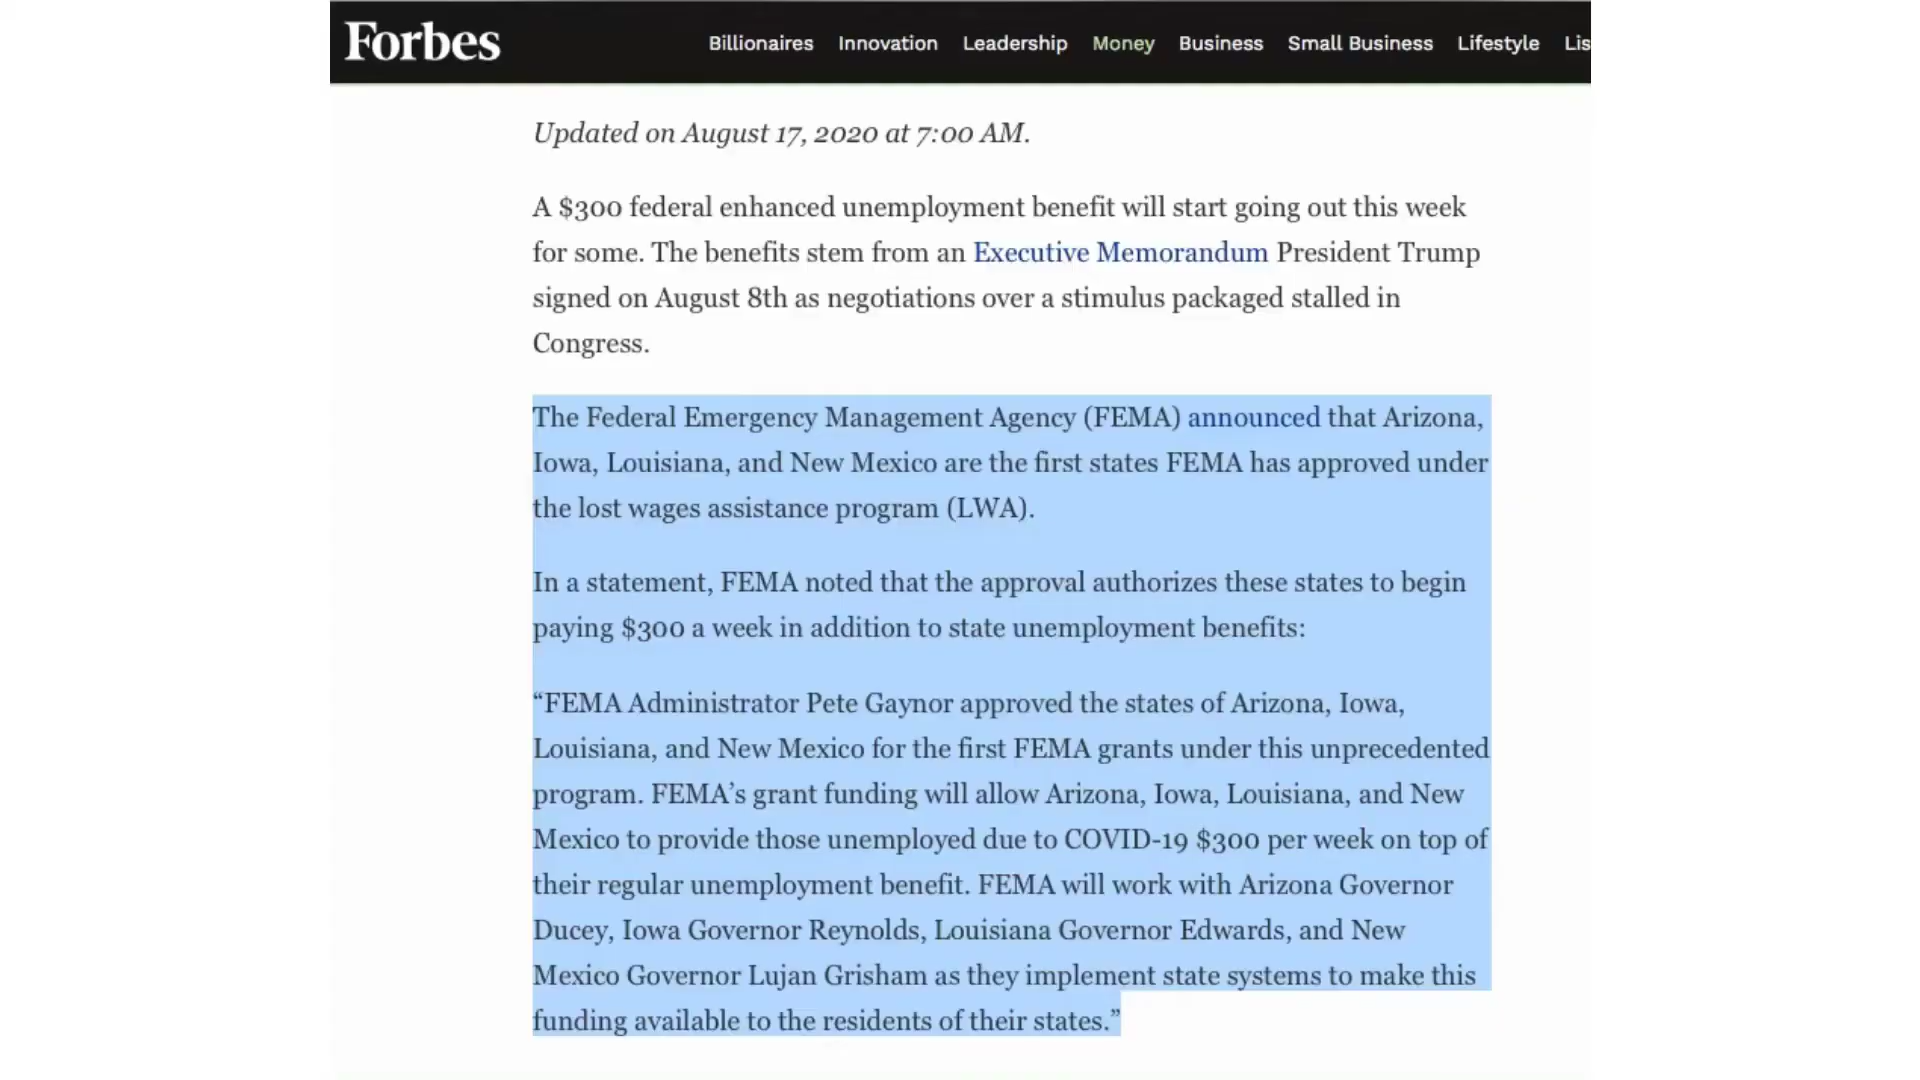 Forbes
Billionaires Innovation Leadership Money Business Small Business Lifestyle Lis
Updated on August 17, 2020 at 7:00 AM.
A $300 federal enhanced unemployment benefit will start going out this week
for some. The benefits stem from an Executive Memorandum President Trump
signed on August 8th as negotiations over a stimulus packaged stalled in
Congress.
The Federal Emergency Management Agency (FEMA) announced that Arizona,
Iowa, Louisiana, and New Mexico are the first states FEMA has approved under
the lost wages assistance program (LWA).
In a statement, FEMA noted that the approval authorizes these states to begin
paying $300 a week in addition to state unemployment benefits:
“FEMA Administrator Pete Gaynor approved the states of Arizona, Iowa,
Louisiana, and New Mexico for the first FEMA grants under this unprecedented
program. FEMA’s grant funding will allow Arizona, Iowa, Louisiana, and New
Mexico to provide those unemployed due to COVID-19 $300 per week on top of
their regular unemployment benefit. FEMA will work with Arizona Governor
Ducey, Iowa Governor Reynolds, Louisiana Governor Edwards, and New
Mexico Governor Lujan Grisham as they implement state systems to make this
funding available to the residents of their states.”